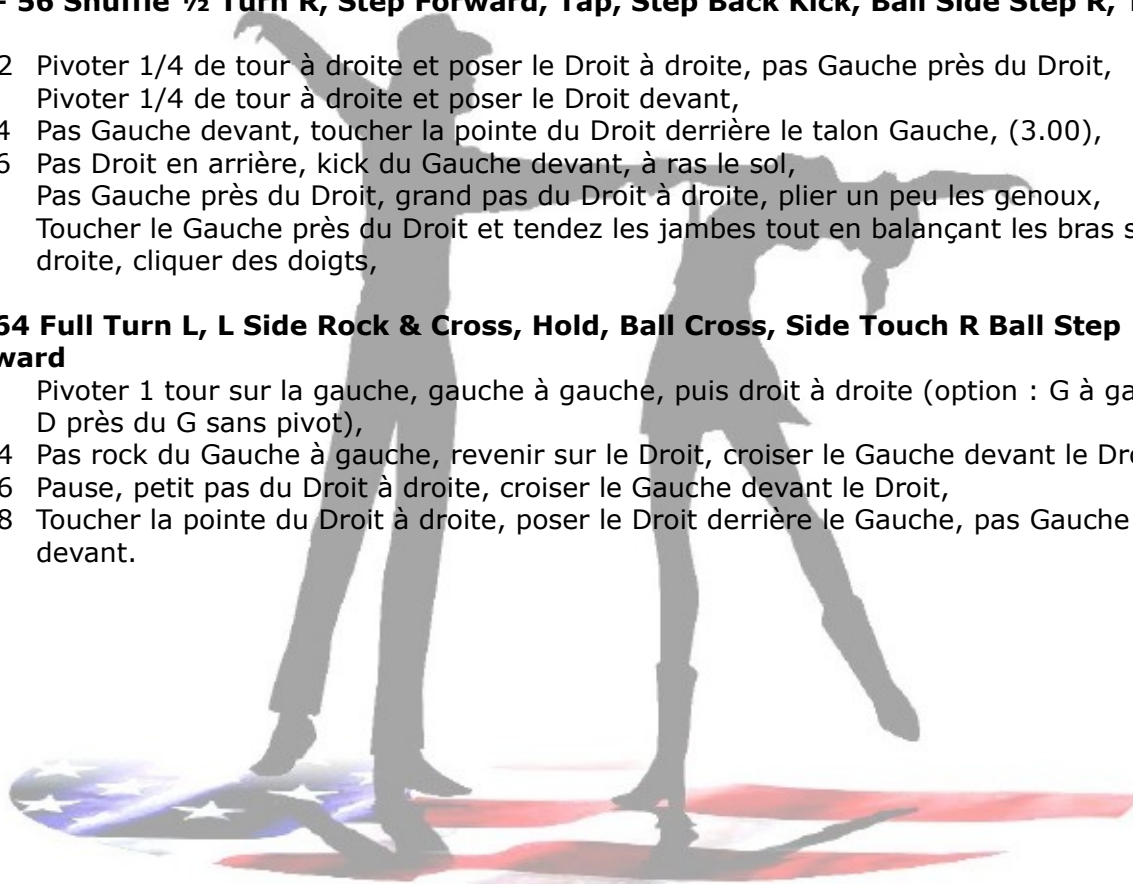 - 56 Shuffle ½ Turn R, Step Forward, Tap, Step Back Kick, Ball Side Step R,
2 Pivoter 1/4 de tour à droite et poser le Droit à droite, pas Gauche près du Droit,
Pivoter 1/4 de tour à droite et poser le Droit devant,
4 Pas Gauche devant, toucher la pointe du Droit derrière le talon Gauche, (3.00),
6 Pas Droit en arrière, kick du Gauche devant, à ras le sol,
Pas Gauche près du Droit, grand pas du Droit à droite, plier un peu les genoux,
Toucher le Gauche près du Droit et tendez les jambes tout en balançant les bras
droite, cliquer des doigts,
64 Full Turn L, L Side Rock & Cross, Hold, Ball Cross, Side Touch R Ball Step
ward
Pivoter 1 tour sur la gauche, gauche à gauche, puis droit à droite (option : G à
D près du G sans pivot),
4 Pas rock du Gauche à gauche, revenir sur le Droit, croiser le Gauche devant le
6 Pause, petit pas du Droit à droite, croiser le Gauche devant le Droit,
8 Toucher la pointe du Droit à droite, poser le Droit derrière le Gauche, pas Gauche
devant.